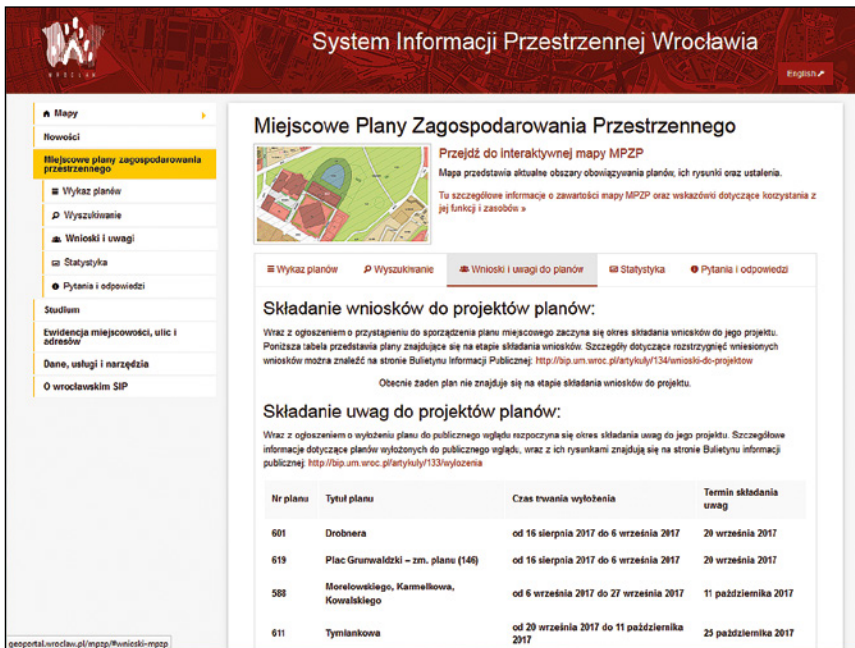 WROCŁAW
System Informacji Przestrzennej Wrocławia
English
Mapy
Nowości
Miejscowe plany zagospodarowania
przestrzennego
Wykaz planów
Wyszukiwanie
Wnioski i uwagi
Statystyka
Pytania i odpowiedzi
Studium
Ewidencja miejscowości, ulic i
adresów
Dane, usługi i narzędzia
O wrocławskim SIP
Miejscowe Plany Zagospodarowania Przestrzennego
Przejdź do interaktywnej mapy MPZP
Mapa przedstawia aktualne obszary obowiązywania planów, ich rysunki oraz ustalenia.
Tu szczegółowe informacje o zawartości mapy MPZP oraz wskazówki dotyczące korzystania z
jej funkcji i zasobów »
Wykaz planów Wyszukiwanie Wnioski i uwagi do planów Statystyka Pytania i odpowiedzi
Składanie wniosków do projektów planów:
Wraz z ogłoszeniem o przystąpieniu do sporządzenia planu miejscowego zaczyna się okres składania wniosków do jego projektu.
Poniższa tabela przedstawia plany znajdujące się na etapie składania wniosków. Szczegóły dotyczące rozstrzygnięć wniesionych
wniosków można znaleźć na stronie Buletynu Informacji Publicznej: http://bip.um.wroc.pl/artykuly/134/wnioski-do-projektow
Obecnie żaden plan nie znajduje się na etapie składania wniosków do projektu.
Składanie uwag do projektów planów:
Wraz z ogłoszeniem o wyłożeniu planu do publicznego wglądu rozpoczyna się okres składania uwag do jego projektu. Szczegółowe
informacje dotyczące planów wyłożonych do publicznego wglądu, wraz z ich rysunkami znajdują się na stronie Buletynu informacji
publicznej: http://bip.um.wroc.pl/artykuly/133/wylozenia
Nr planu Tytuł planu Czas trwania wyłożenia Termin składania
uwag
601 Drobnera od 16 sierpnia 2017 do 6 września 2017 20 września 2017
619 Plac Grunwaldzki – zm. planu (146) od 16 sierpnia 2017 do 6 września 2017 20 września 2017
588 Morelowskiego, Karmelkowa,
Kowalskiego od 6 września 2017 do 27 września 2017 11 października 2017
611 Tymiankowa od 20 września 2017 do 11 października
2017 25 października 2017
geoportal.wroclaw.pl/mpzp/#wnioski-mpzp